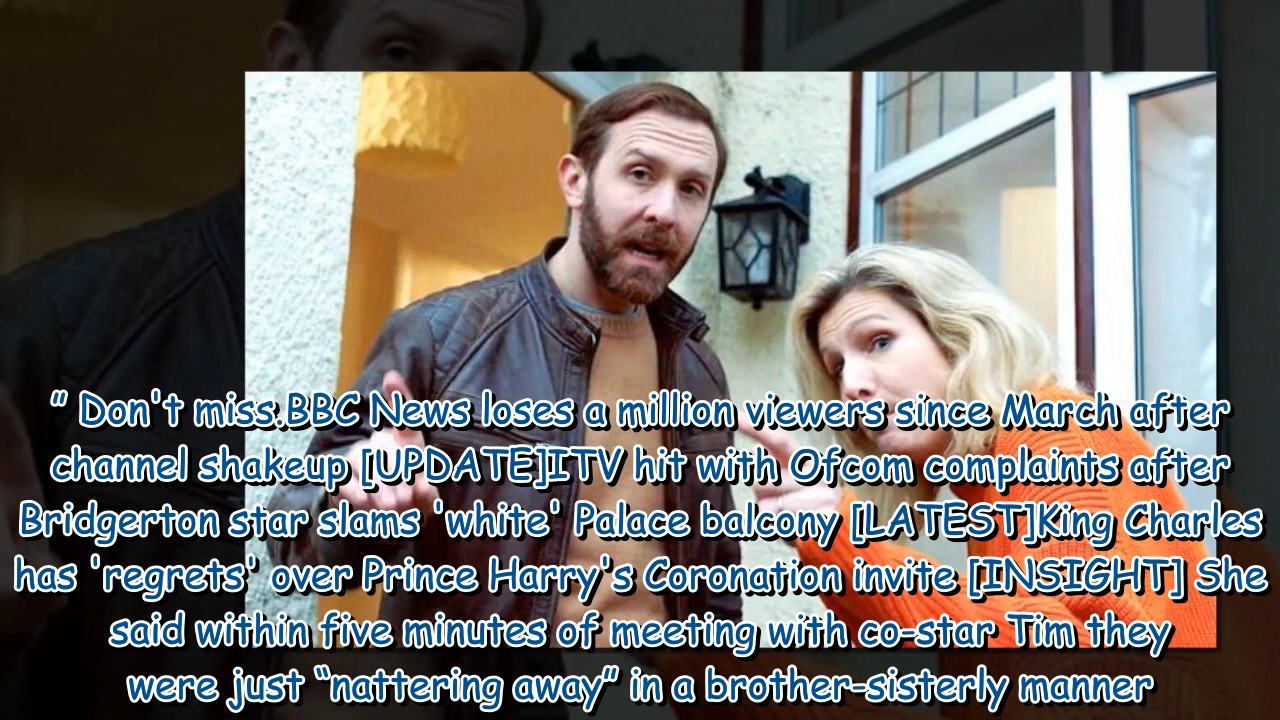 ” Don't miss.BBC News loses a million viewers since March after
channel shakeup [UPDATE]ITV hit with Ofcom complaints after
Bridgerton star slams 'white' Palace balcony [LATEST]King Charles
has 'regrets' over Prince Harry's Coronation invite [INSIGHT] She
said within five minutes of meeting with co-star Tim they
were just “nattering away” in a brother-sisterly manner